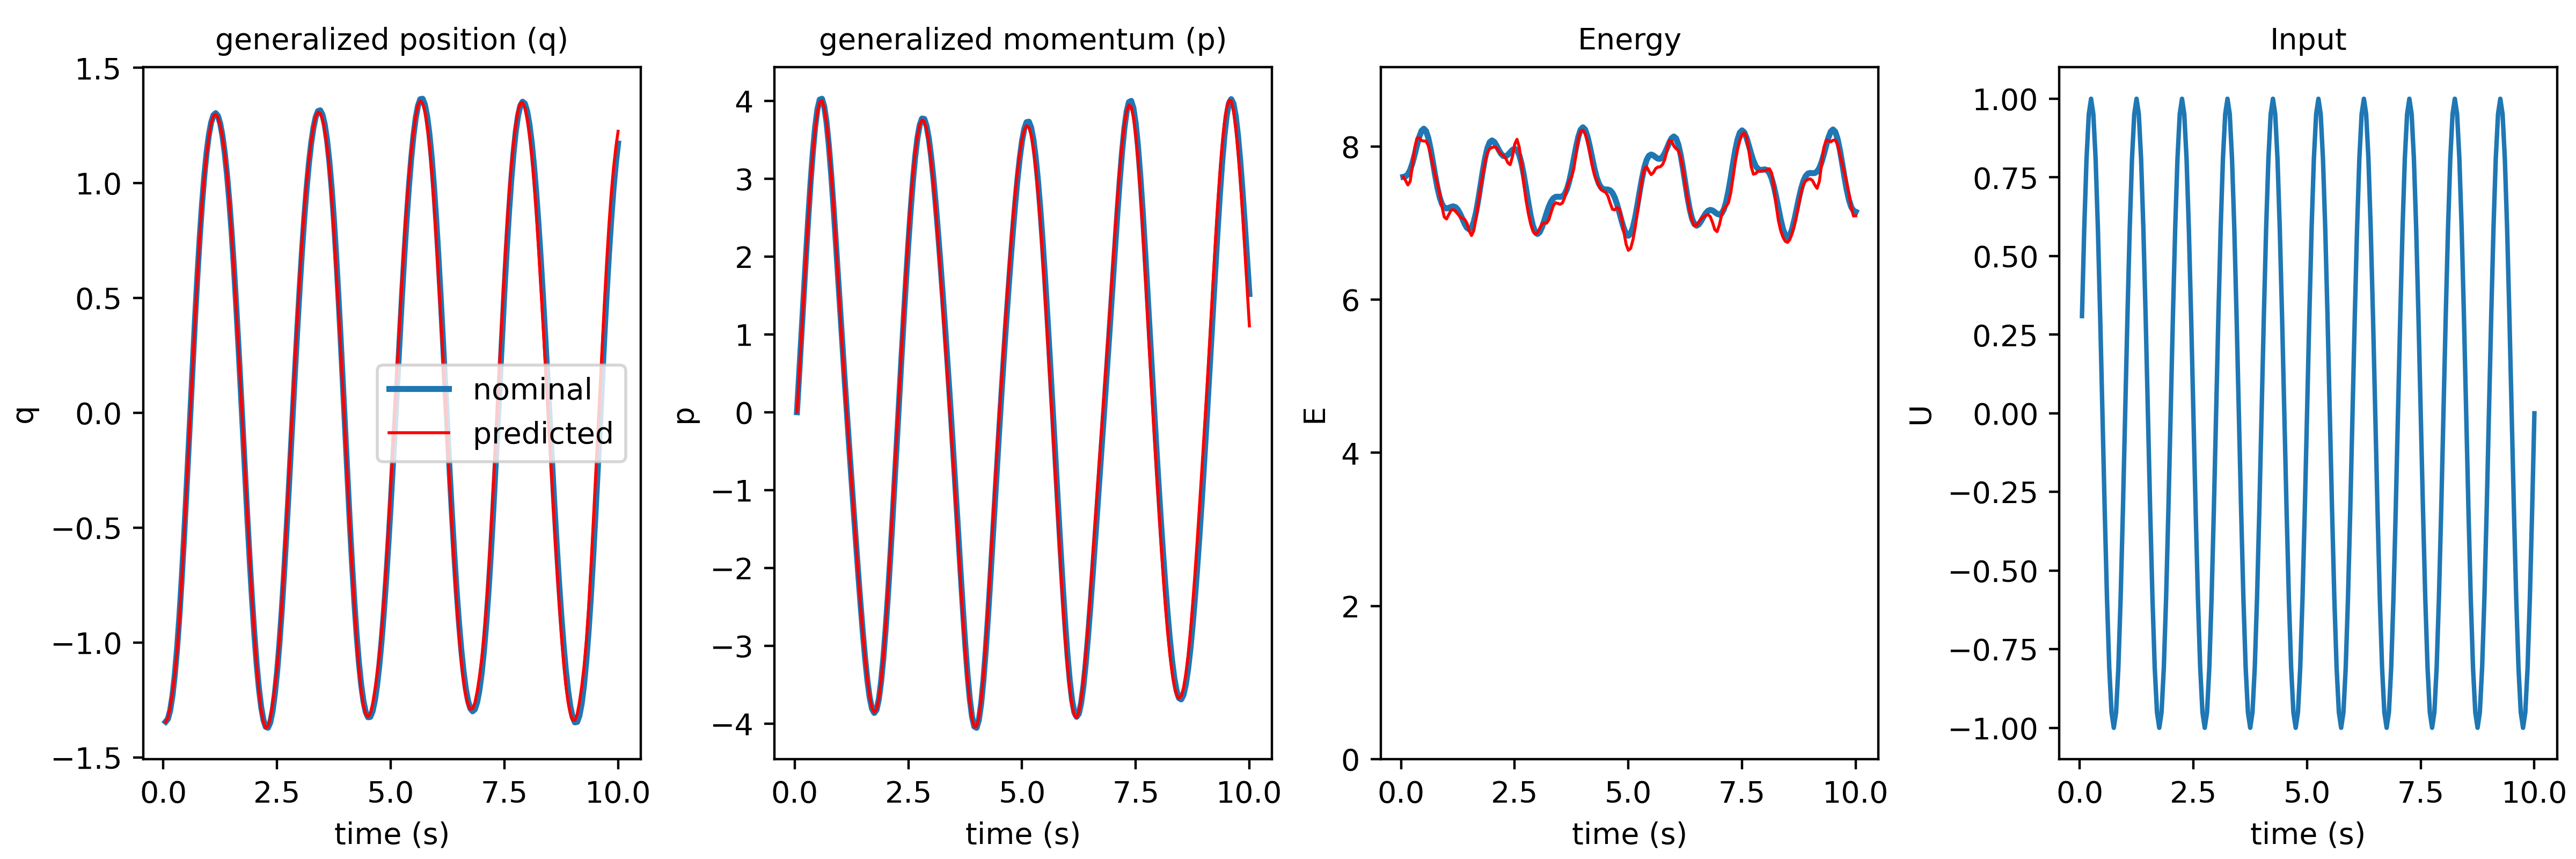 generalized position (q)
1.5
1.0
0.5
0.0
−0.5
−1.0
−1.5
q
0.0 2.5 5.0 7.5 10.0
time (s)
nominal
predicted
generalized momentum (p)
4
3
2
1
0
−1
−2
−3
−4
p
0.0 2.5 5.0 7.5 10.0
time (s)
Energy
8
6
4
2
0
E
0.0 2.5 5.0 7.5 10.0
time (s)
Input
1.00
0.75
0.50
0.25
0.00
−0.25
−0.50
−0.75
−1.00
U
0.0 2.5 5.0 7.5 10.0
time (s)